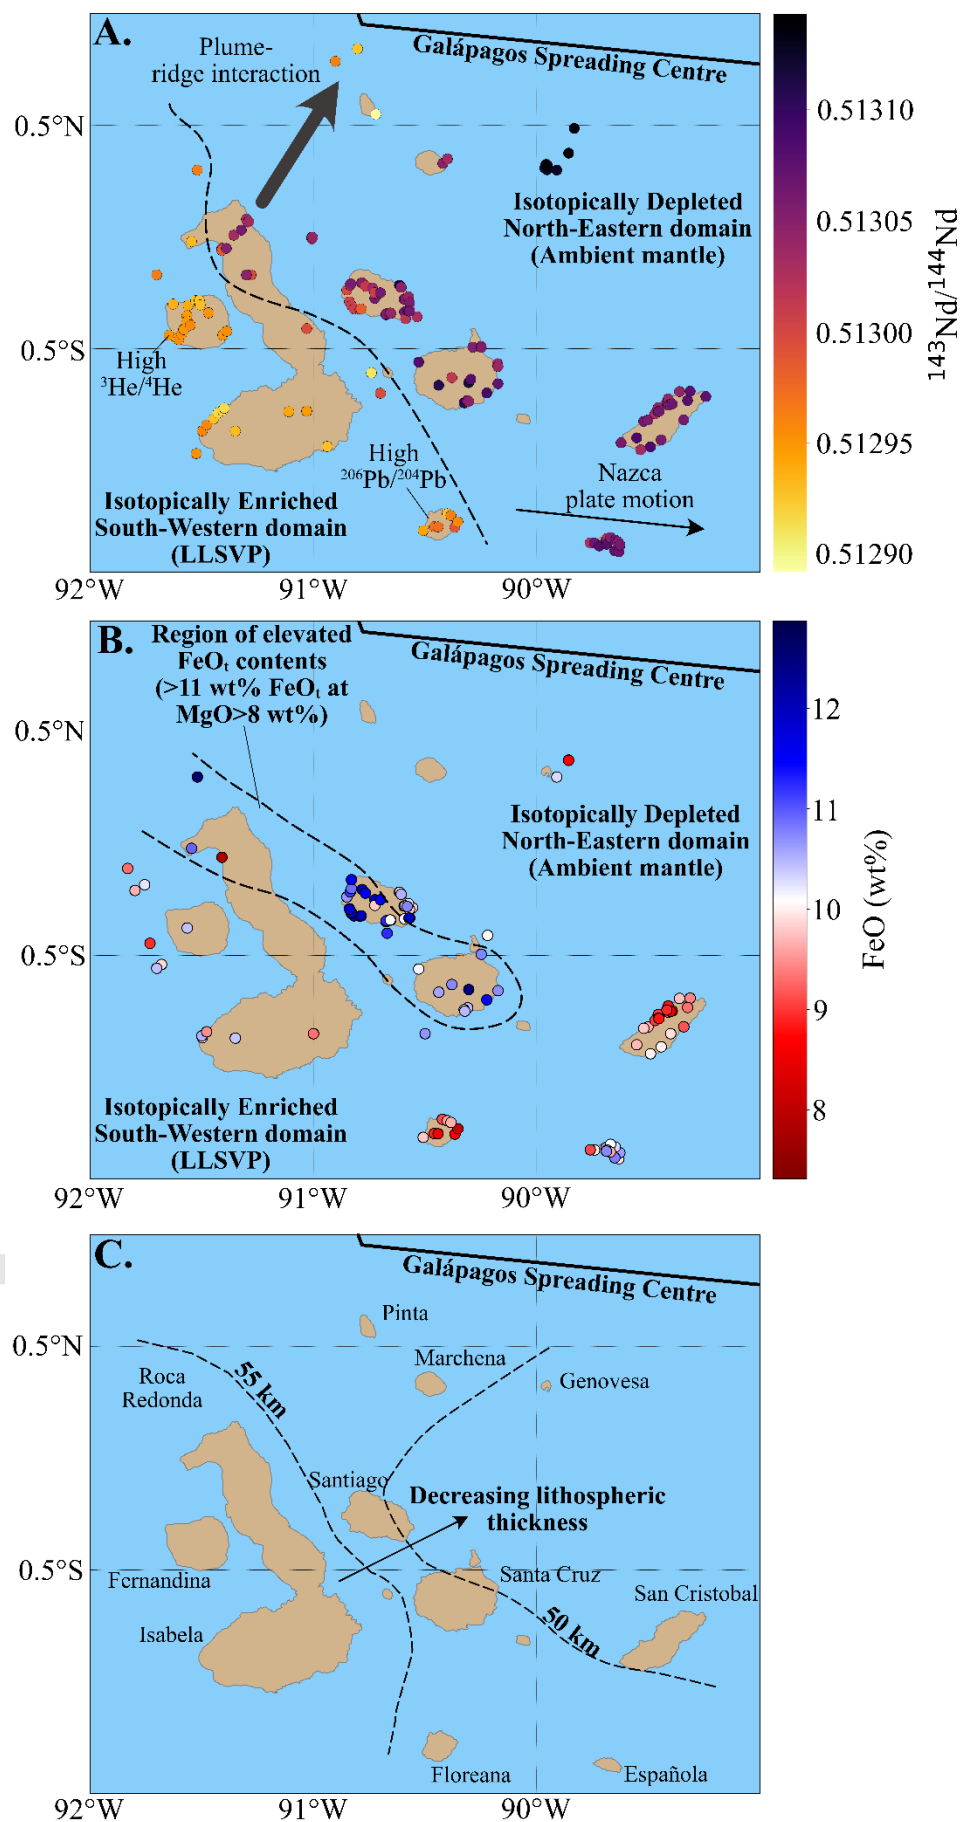 A.
Galápagos Spreading Centre
Plume-
ridge interaction
0.5°N
Isotopically Depleted
North-Eastern domain
(Ambient mantle)
0.5°S
High
³He/⁴He
High
²⁰⁶Pb/²⁰⁴Pb
Nazca
plate motion
Isotopically Enriched
South-Western domain
(LLSVP)
92°W
91°W
90°W
0.51310
0.51305
0.51300
0.51295
0.51290
¹⁴³Nd/¹⁴⁴Nd
B.
Region of elevated
FeOₜ contents
(>11 wt% FeOₜ at
MgO>8 wt%)
Galápagos Spreading Centre
0.5°N
Isotopically Depleted
North-Eastern domain
(Ambient mantle)
0.5°S
Isotopically Enriched
South-Western domain
(LLSVP)
92°W
91°W
90°W
12
11
10
9
8
FeO (wt%)
C.
Galápagos Spreading Centre
Pinta
0.5°N
Marchena
Roca
Redonda
55 km
Genovesa
Santiago
Decreasing lithospheric
thickness
0.5°S
Fernandina
Santa Cruz
San Cristobal
50 km
Isabela
Floreana
Española
92°W
91°W
90°W